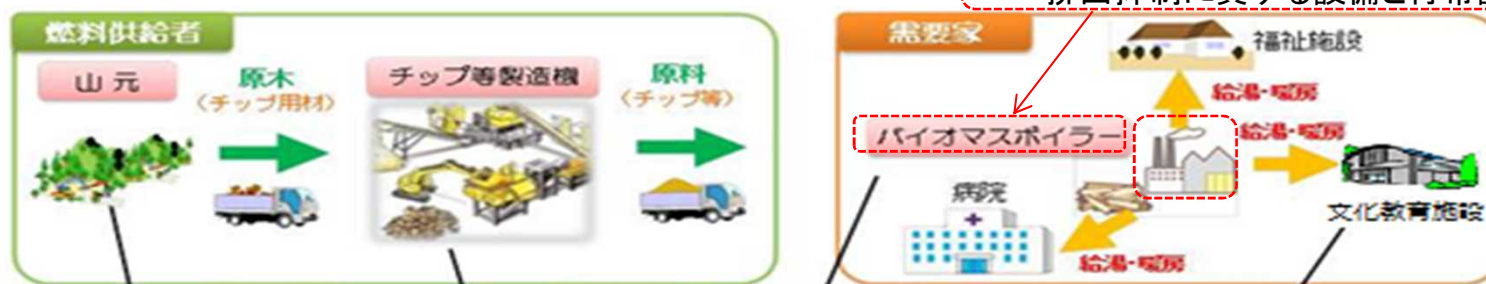 燃料供給者
山元
原木
（チップ用材）
チップ等製造機
原料
（チップ等）
需要家
福祉施設
給湯・暖房
バイオマスボイラー
給湯・暖房
病院
文化教育施設
給湯・暖房